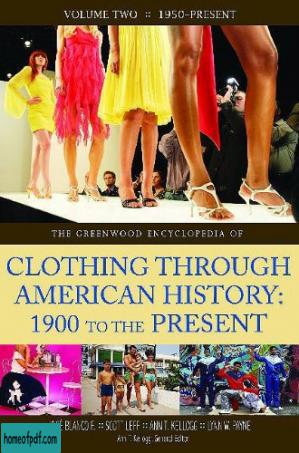 VOLUME TWO :: 1950–PRESENT
THE GREENWOOD ENCYCLOPEDIA OF
CLOTHING THROUGH
AMERICAN HISTORY:
1900 TO THE PRESENT
BLANCO F. • SCOTT LEFF • ANN T. KELLOGG • LYNN W. PAYNE
Ann T. Kellogg, General Editor
homeofpdf.com